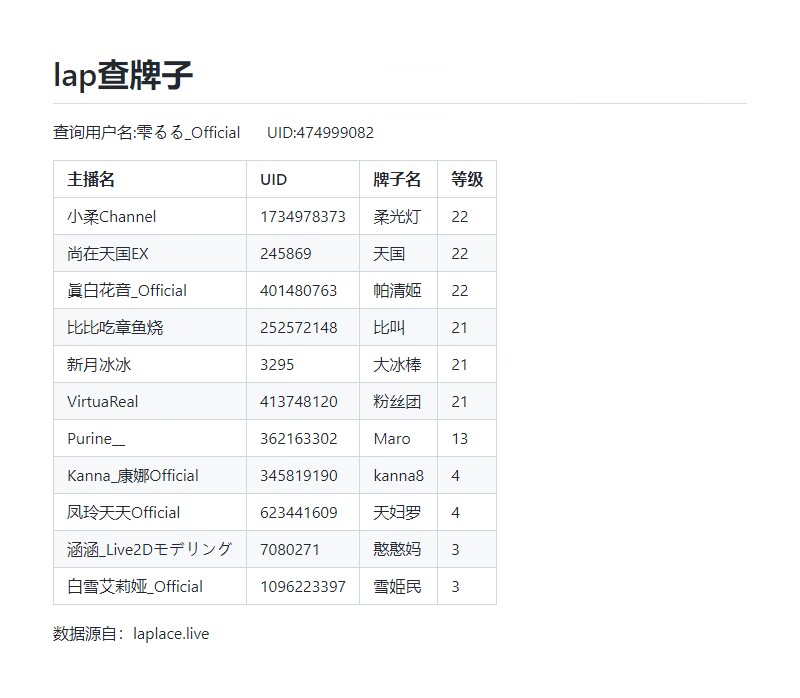 lap查牌子
查询用户名:雫るる_Official UID:474999082
主播名 UID 牌子名 等级
小柔Channel 1734978373 柔光灯 22
尚在天国EX 245869 天国 22
眞白花音_Official 401480763 帕清姬 22
比比吃章鱼烧 252572148 比叫 21
新月冰冰 3295 大冰棒 21
VirtuaReal 413748120 粉丝团 21
Purine__ 362163302 Maro 13
Kanna_康娜Official 345819190 kanna8 4
凤玲天天Official 623441609 天妇罗 4
涵涵_Live2Dモデリング 7080271 憨憨妈 3
白雪艾莉娅_Official 1096223397 雪姫民 3
数据源自：laplace.live